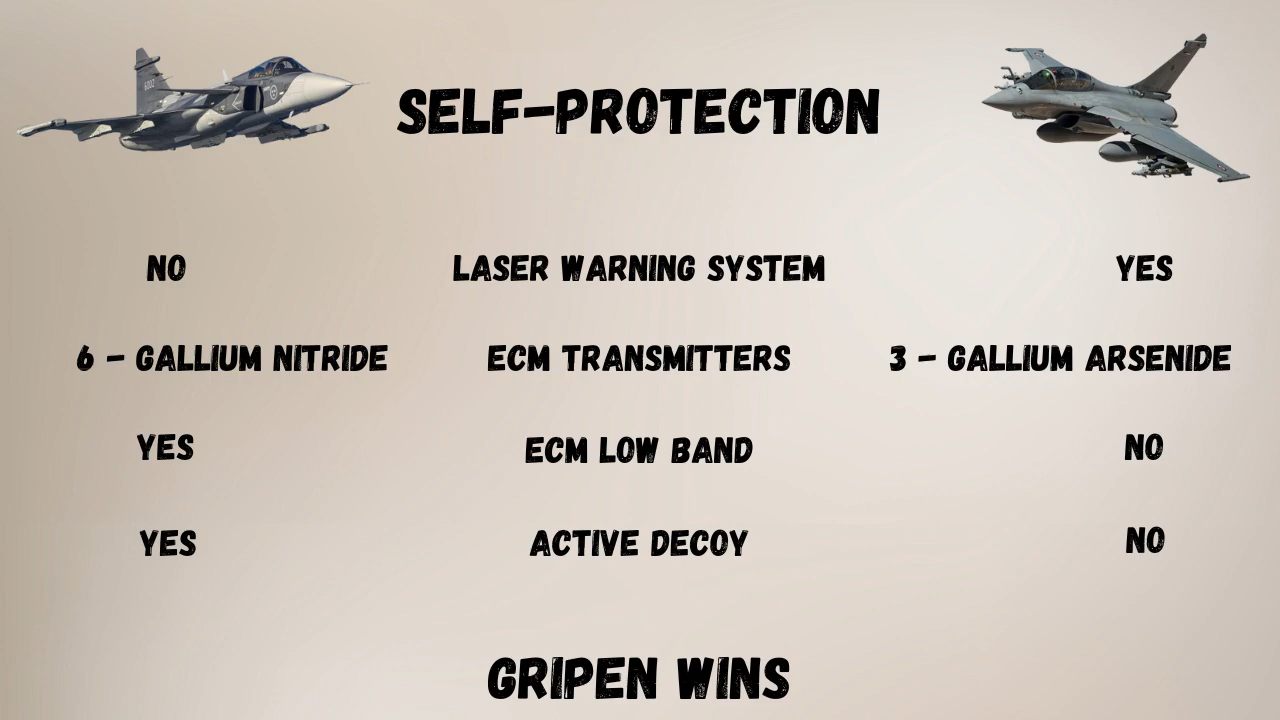 SELF-PROTECTION
NO LASER WARNING SYSTEM YES
6 - GALLIUM NITRIDE ECM TRANSMITTERS 3 - GALLIUM ARSENIDE
YES ECM LOW BAND NO
YES ACTIVE DECOY NO
GRIPEN WINS